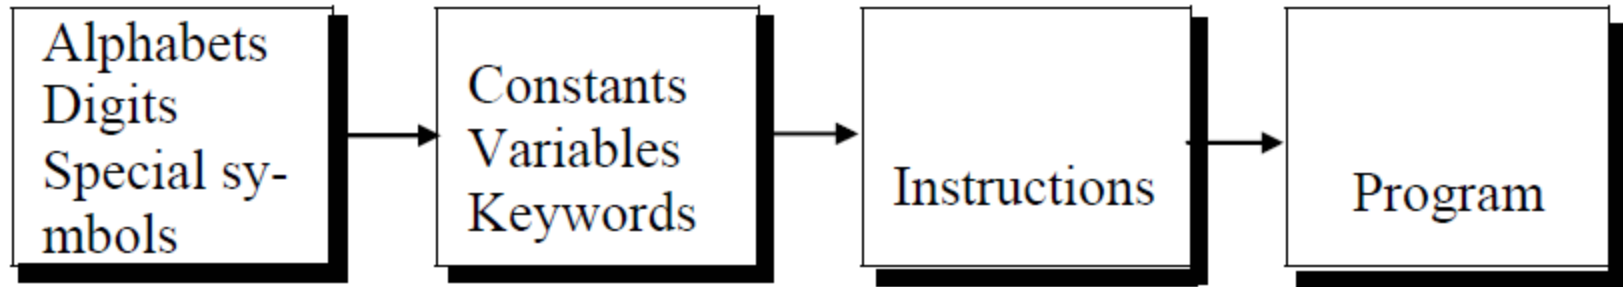 Alphabets
Digits
Special sy-
mbols
Constants
Variables
Keywords
Instructions
Program